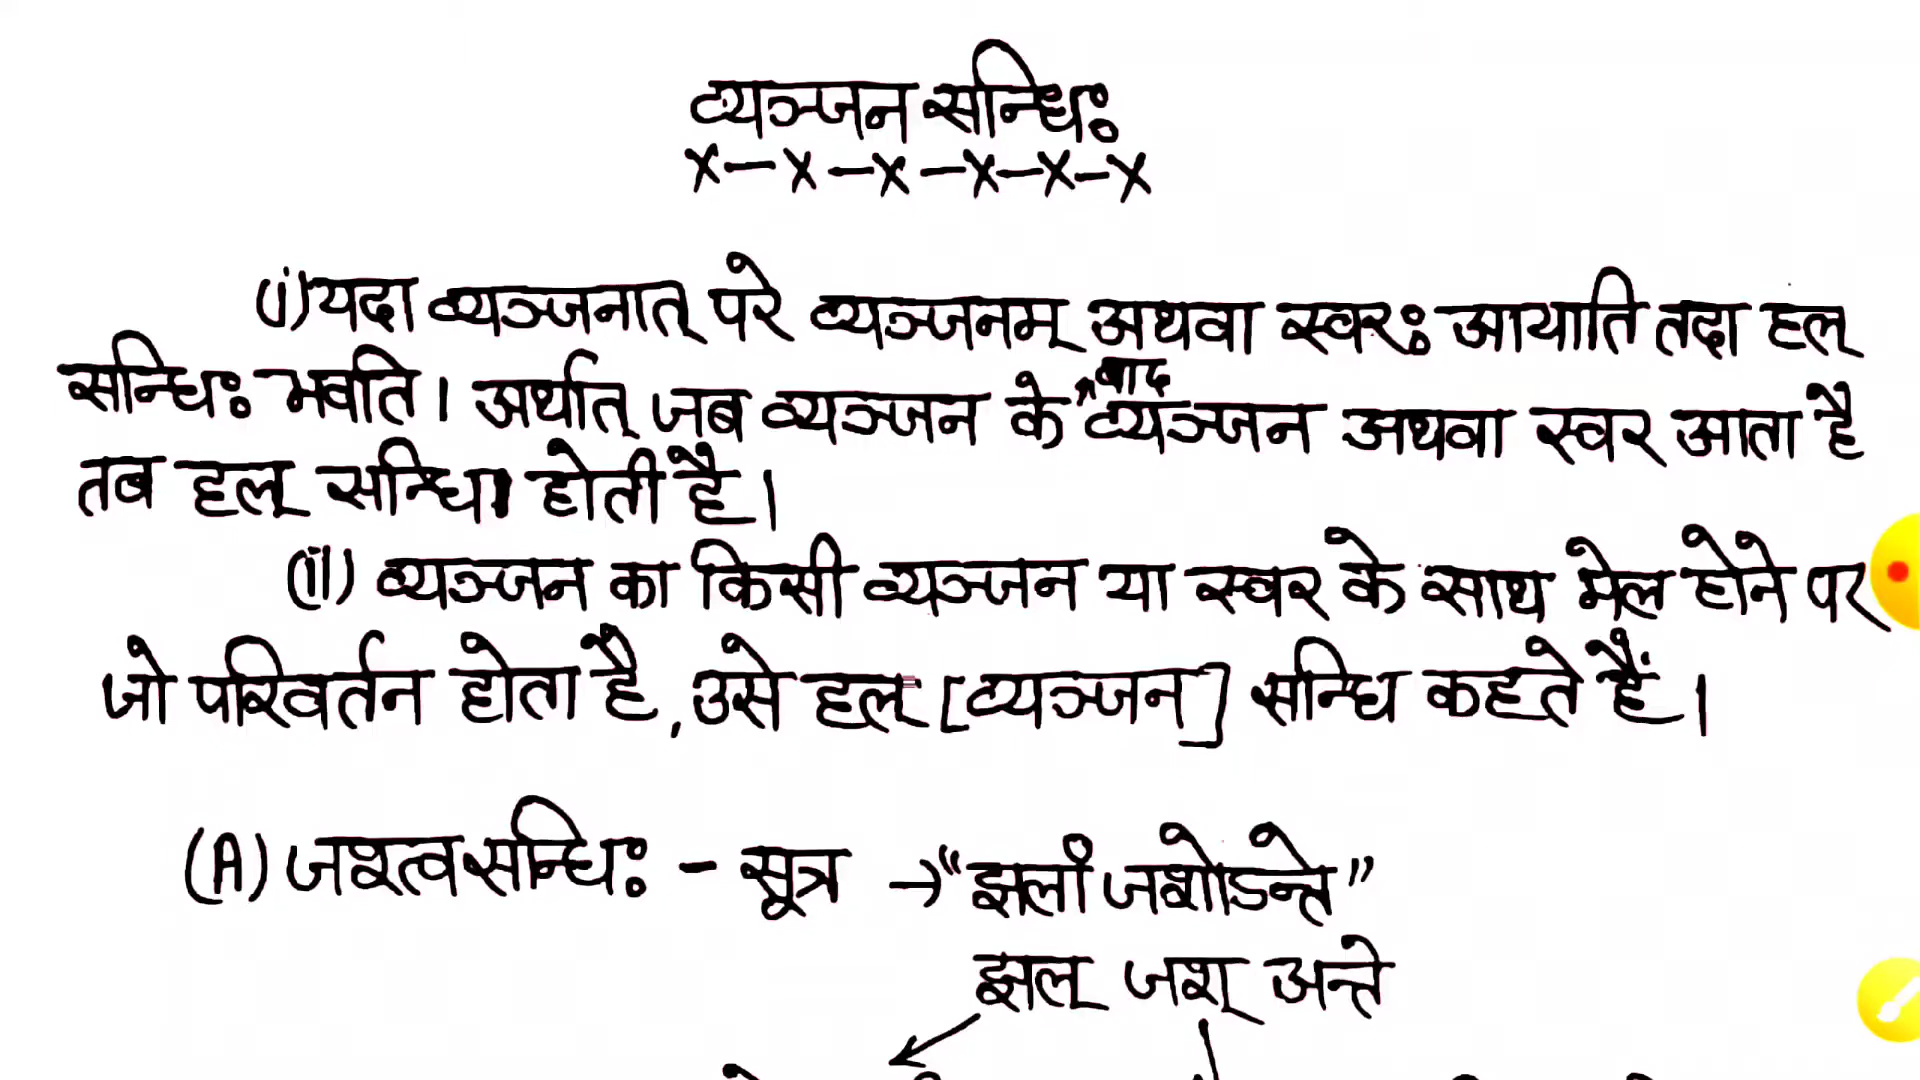 व्यञ्जन सन्धिः
x-x-x-x-x-x
(i) यदा व्यञ्जनात् परे व्यञ्जनम् अथवा स्वरः आयाति तदा हल्
सन्धिः भवति। अर्थात् जब व्यञ्जन के बाद व्यञ्जन अथवा स्वर आता है
तब हल् सन्धि होती है।
(ii) व्यञ्जन का किसी व्यञ्जन या स्वर के साथ मेल होने पर
जो परिवर्तन होता है, उसे हल् [व्यञ्जन] सन्धि कहते हैं।
(A) जश्त्व सन्धिः - सूत्र → “झलां जशोऽन्ते”
झल् जश् अन्ते